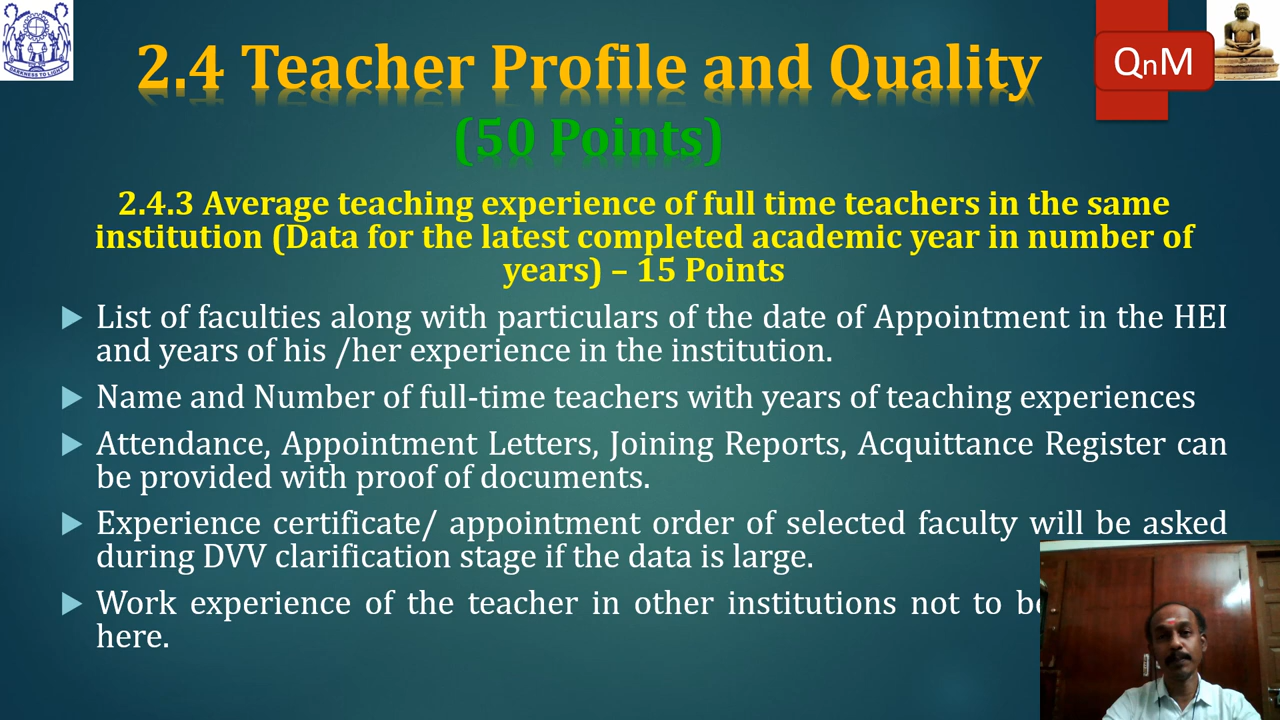 2.4 Teacher Profile and Quality
QnM
(50 Points)
2.4.3 Average teaching experience of full time teachers in the same
institution (Data for the latest completed academic year in number of
years) – 15 Points
List of faculties along with particulars of the date of Appointment in the HEI
and years of his /her experience in the institution.
Name and Number of full-time teachers with years of teaching experiences
Attendance, Appointment Letters, Joining Reports, Acquittance Register can
be provided with proof of documents.
Experience certificate/ appointment order of selected faculty will be asked
during DVV clarification stage if the data is large.
Work experience of the teacher in other institutions not to be
here.